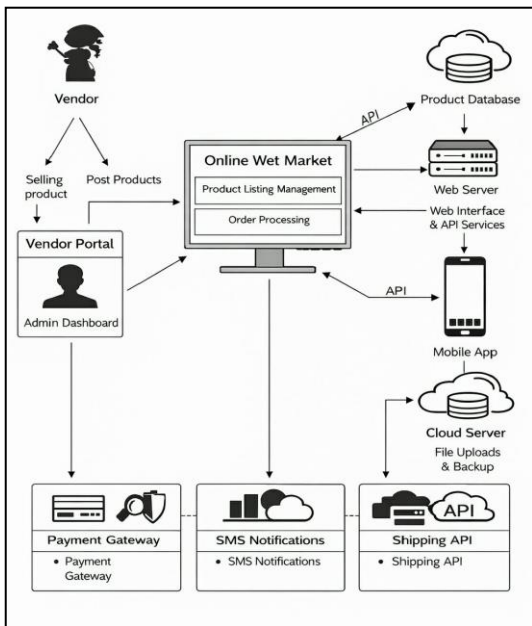 Vendor
Selling
product
Post Products
Vendor Portal
Admin Dashboard
Online Wet Market
Product Listing Management
Order Processing
API
Product Database
Web Server
Web Interface
& API Services
API
Mobile App
Cloud Server
File Uploads
& Backup
Payment Gateway
• Payment
Gateway
SMS Notifications
• SMS Notifications
API
Shipping API
• Shipping API